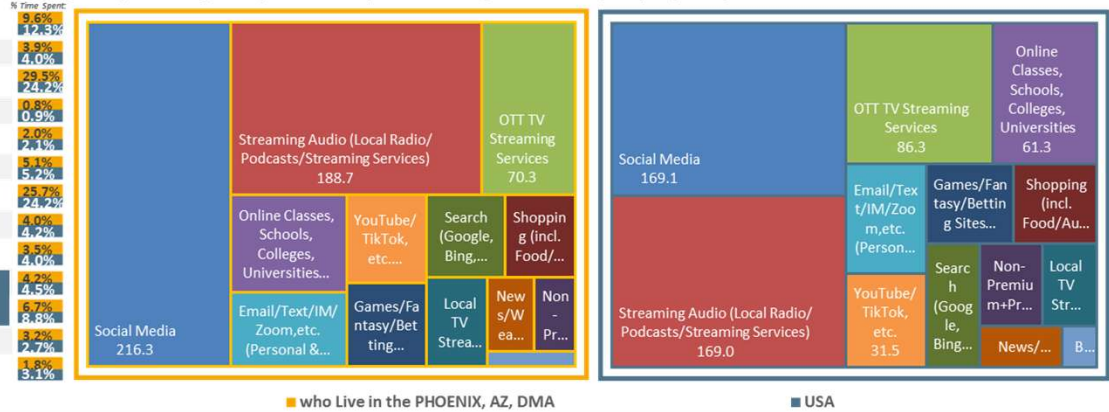 % Time Spent:
9.6%
12.3%
3.9%
4.0%
29.5%
24.2%
0.8%
0.9%
2.0%
2.1%
5.1%
5.2%
25.7%
24.2%
4.0%
4.2%
3.5%
4.0%
4.2%
4.5%
6.7%
8.8%
3.2%
2.7%
1.8%
3.1%
Social Media
216.3
Streaming Audio (Local Radio/
Podcasts/Streaming Services)
188.7
OTT TV
Streaming
Services
70.3
Online Classes,
Schools,
Colleges,
Universities...
YouTube/
TikTok,
etc....
Search
(Google,
Bing,...
Shoppin
g (incl.
Food/...
Email/Text/IM/
Zoom,etc.
(Personal &...
Games/Fa
ntasy/Bet
ting...
Local
TV
Strea...
New
s/W
ea...
Non
-
Pr...
Social Media
169.1
Streaming Audio (Local Radio/
Podcasts/Streaming Services)
169.0
OTT TV Streaming
Services
86.3
Online
Classes,
Schools,
Colleges,
Universities
61.3
Email/Tex
t/IM/Zoo
m,etc.
(Person...
Games/Fan
tasy/Bettin
g Sites...
Shopping
(incl.
Food/Au...
YouTube/
TikTok,
etc.
31.5
Searc
h
(Goog
le,
Bing...
Non-
Premiu
m+Pr...
Local
TV
Str...
News/...
B...
who Live in the PHOENIX, AZ, DMA
USA